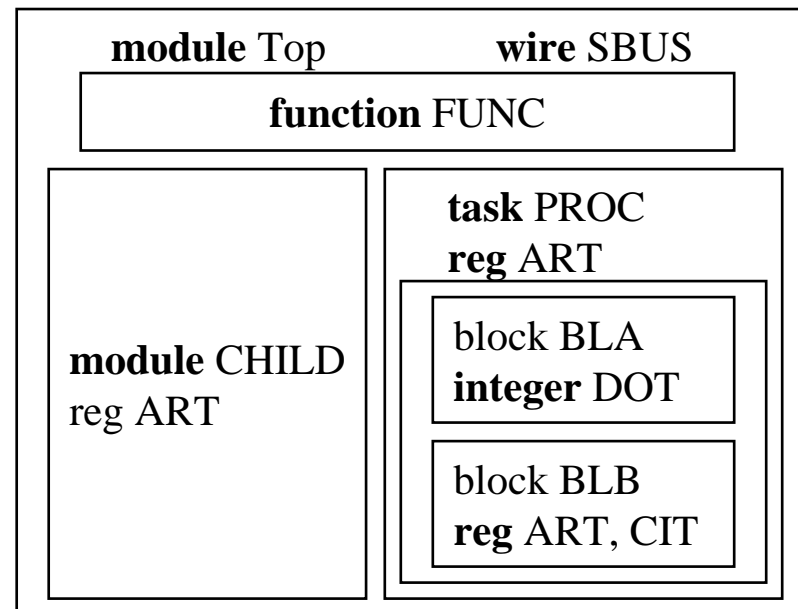 module Top wire SBUS
function FUNC
module CHILD
reg ART
task PROC
reg ART
block BLA
integer DOT
block BLB
reg ART, CIT